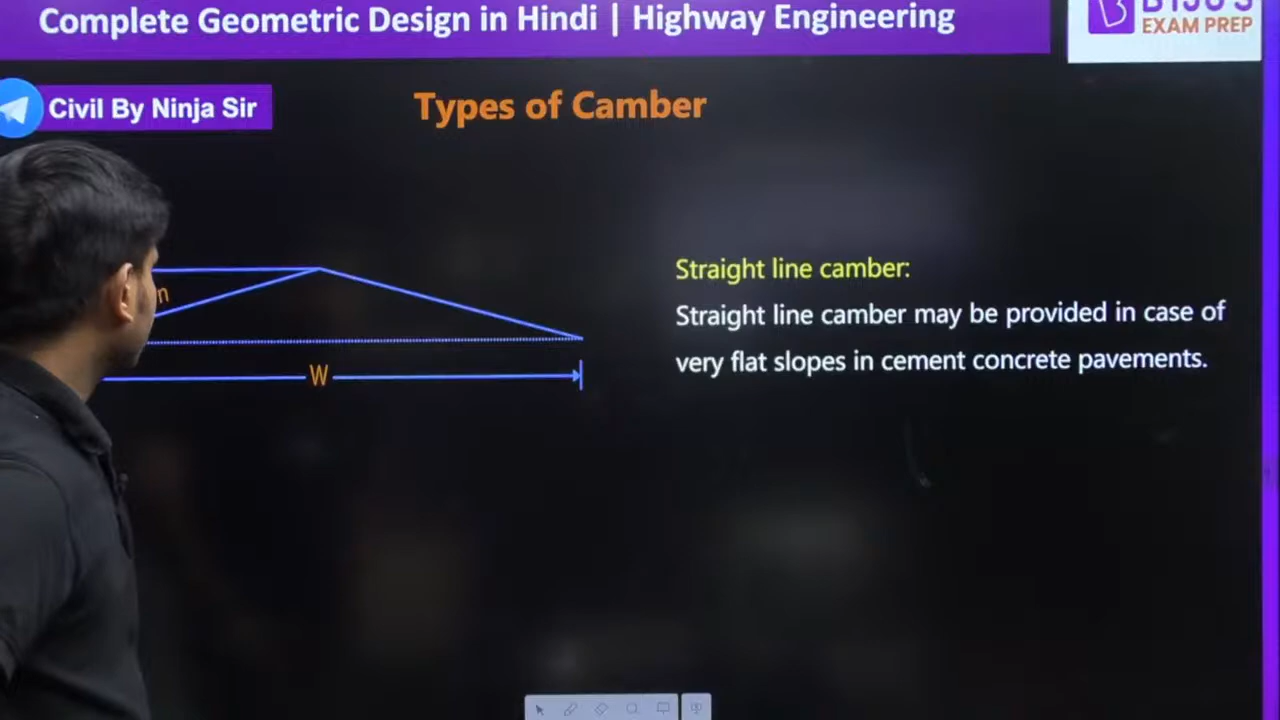 Complete Geometric Design in Hindi | Highway Engineering
BYJU'S
EXAM PREP
Civil By Ninja Sir
Types of Camber
n
W
Straight line camber:
Straight line camber may be provided in case of
very flat slopes in cement concrete pavements.